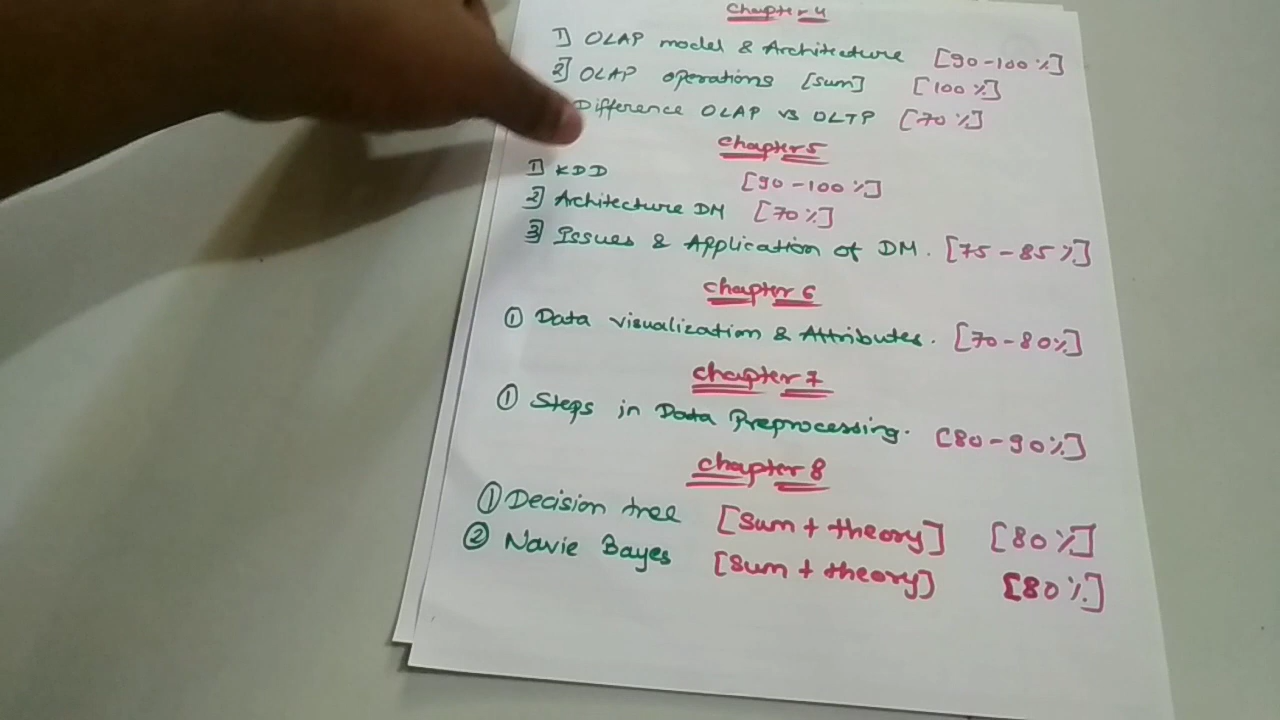 Chapter 4
1] OLAP model & Architecture [90-100%]
2] OLAP operations [sum] [100%]
Difference OLAP vs OLTP [70%]
Chapter 5
1] KDD [90-100%]
2] Architecture DM [70%]
3] Issues & Application of DM. [75-85%]
Chapter 6
① Data visualization & Attributes. [70-80%]
Chapter 7
① Steps in Data Preprocessing. [80-90%]
Chapter 8
① Decision tree [Sum + theory] [80%]
② Navie Bayes [Sum + theory] [80%]